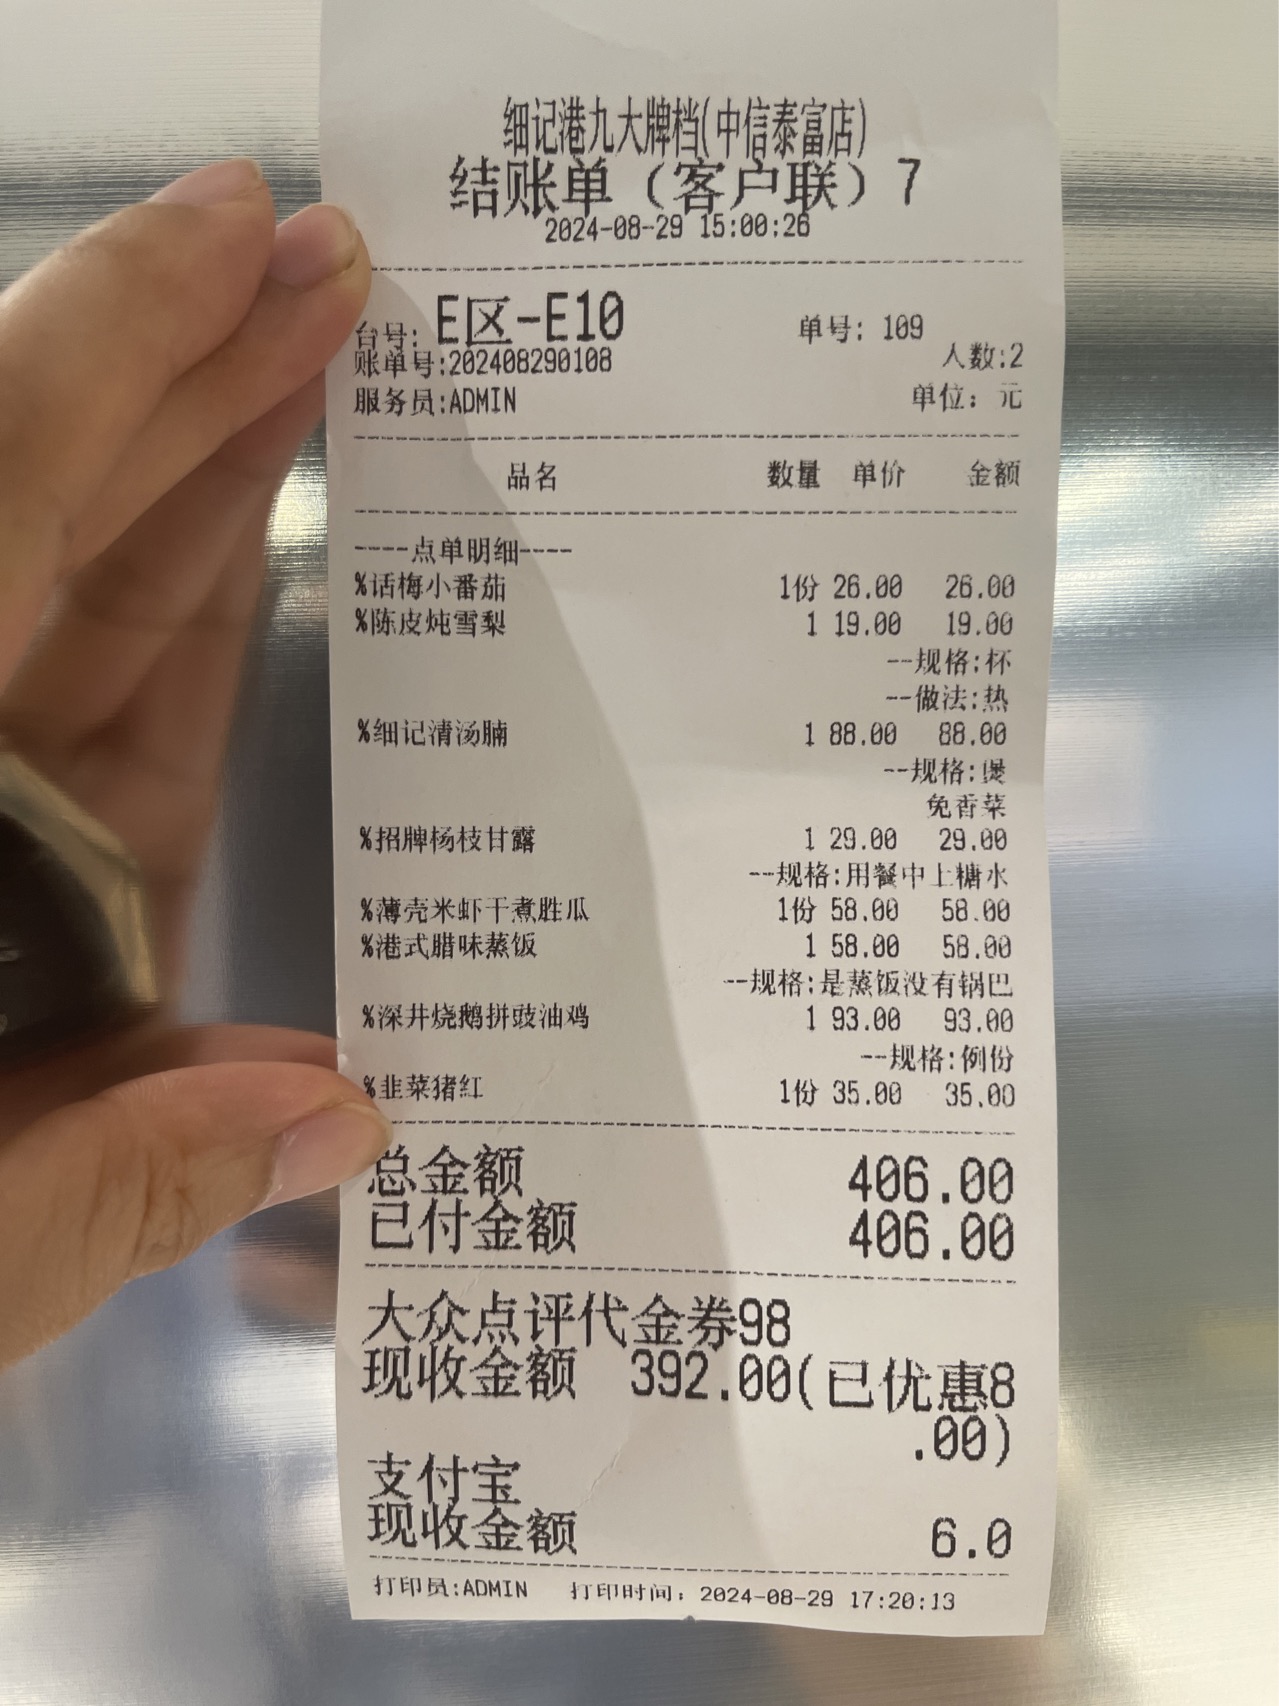 细记港九大牌档(中信泰富店)
结账单（客户联）7
2024-08-29 15:00:26
台号: E区-E10 单号: 109
账单号:202408290108 人数:2
服务员:ADMIN 单位: 元
品名 数量 单价 金额
----点单明细----
%话梅小番茄 1份 26.00 26.00
%陈皮炖雪梨 1 19.00 19.00
--规格:杯
--做法:热
%细记清汤腩 1 88.00 88.00
--规格:煲
免香菜
%招牌杨枝甘露 1 29.00 29.00
--规格:用餐中上糖水
%薄壳米虾干煮胜瓜 1份 58.00 58.00
%港式腊味蒸饭 1 58.00 58.00
--规格:是蒸饭没有锅巴
%深井烧鹅拼豉油鸡 1 93.00 93.00
--规格:例份
%韭菜猪红 1份 35.00 35.00
总金额 406.00
已付金额 406.00
大众点评代金券98
现收金额 392.00(已优惠8
.00)
支付宝
现收金额 6.0
打印员:ADMIN 打印时间: 2024-08-29 17:20:13